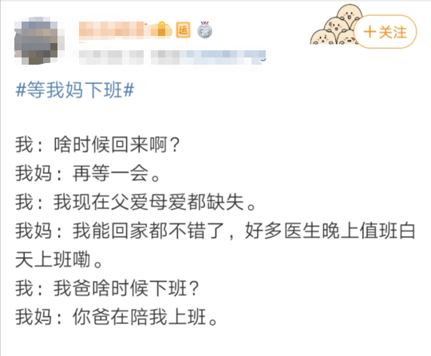 +关注
#等我妈下班#
我：啥时候回来啊？
我妈：再等一会。
我：我现在父爱母爱都缺失。
我妈：我能回家都不错了，好多医生晚上值班白
天上班嘞。
我：我爸啥时候下班？
我妈：你爸在陪我上班。